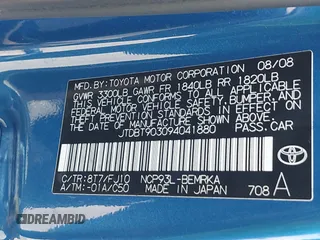 MFD. BY: TOYOTA MOTOR CORPORATION 08/08
GVWR 3300LB GAWR FR 1840LB RR 1820LB
THIS VEHICLE CONFORMS TO ALL APPLICABLE
FEDERAL MOTOR VEHICLE SAFETY, BUMPER, AND
THEFT PREVENTION STANDARDS IN EFFECT ON
THE DATE OF MANUFACTURE SHOWN ABOVE.
JTDBT903094041880
PASS. CAR
C/TR: 8T7/FJ10 NCP93L-BEMRKA
A/TM: -01A/C50 MADE IN JAPAN
708 A
DREAMBID